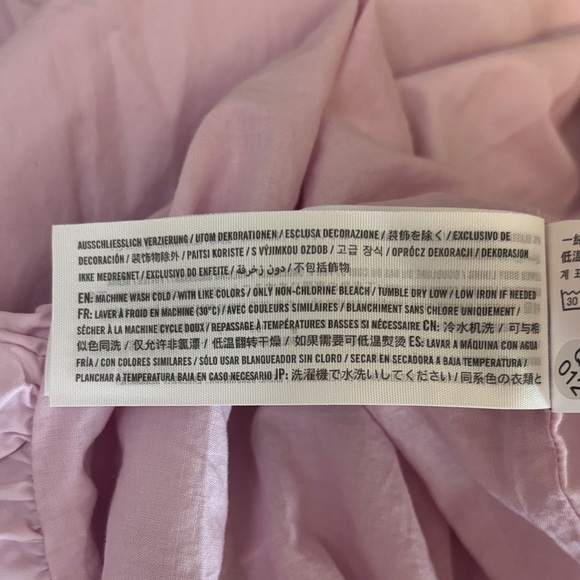 AUSSCHLIESSLICH VERZIERUNG / UTOM DEKORATIONEN / ESCLUSA DECORAZIONE / 装飾を除く / EXCLUSIVO DE
DECORACIÓN / 装饰物除外 / PAITSI KORISTE / S VÝJIMKOU OZDOB / 고급 장식 / OPRÓCZ DEKORACJI / DEKORASJON
IKKE MEDREGNET / EXCLUSIVO DO ENFEITE / دون زخرفة / 不包括飾物
EN: MACHINE WASH COLD / WITH LIKE COLORS / ONLY NON-CHLORINE BLEACH / TUMBLE DRY LOW / LOW IRON IF NEEDED
FR: LAVER À FROID EN MACHINE (30°C) / AVEC COULEURS SIMILAIRES / BLANCHIMENT SANS CHLORE UNIQUEMENT /
SÉCHER À LA MACHINE CYCLE DOUX / REPASSAGE À TEMPÉRATURES BASSES SI NÉCESSAIRE CN: 冷水机洗 / 可与相
似色同洗 / 仅允许非氯漂 / 低温翻转干燥 / 如果需要可低温熨烫 ES: LAVAR A MÁQUINA CON AGUA
FRÍA / CON COLORES SIMILARES / SÓLO USAR BLANQUEADOR SIN CLORO / SECAR EN SECADORA A BAJA TEMPERATURA /
PLANCHAR A TEMPERATURA BAJA EN CASO NECESARIO JP: 洗濯機で水洗いしてください / 同系色の衣類と
低温
30